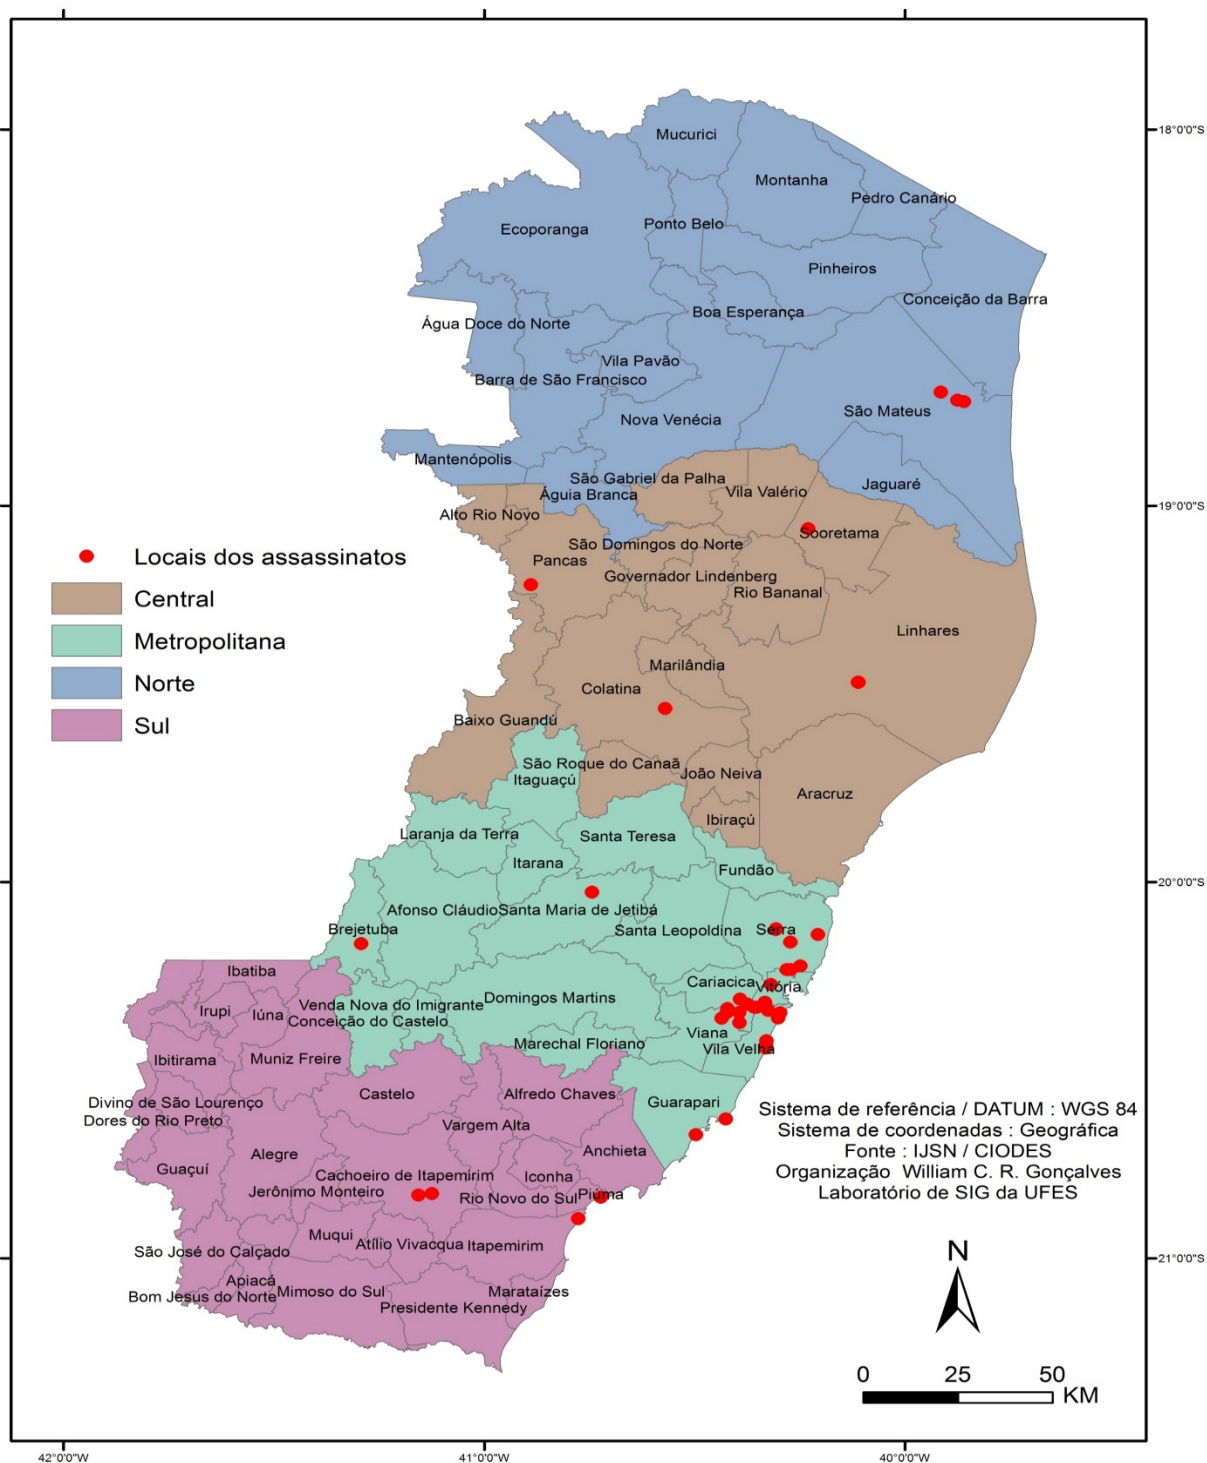 Mucurici
18°0'0"S
Montanha
Pedro Canário
Ponto Belo
Ecoporanga
Pinheiros
Conceição da Barra
Boa Esperança
Água Doce do Norte
Vila Pavão
Barra de São Francisco
São Mateus
Nova Venécia
Mantenópolis
São Gabriel da Palha
Jaguaré
Vila Valério
Águia Branca
19°0'0"S
Alto Rio Novo
Sooretama
São Domingos do Norte
Locais dos assassinatos
Pancas
Governador Lindenberg
Rio Bananal
Central
Linhares
Metropolitana
Marilândia
Norte
Colatina
Sul
Baixo Guandú
São Roque do Canaã
João Neiva
Itaguaçú
Aracruz
Ibiraçú
Laranja da Terra
Santa Teresa
Itarana
Fundão
20°0'0"S
Afonso Cláudio
Santa Maria de Jetibá
Brejetuba
Santa Leopoldina
Serra
Ibatiba
Cariacica
Vitória
Domingos Martins
Venda Nova do Imigrante
Irupi
Iúna
Conceição do Castelo
Viana
Marechal Floriano
Vila Velha
Ibitirama
Muniz Freire
Castelo
Alfredo Chaves
Guarapari
Divino de São Lourenço
Dores do Rio Preto
Vargem Alta
Sistema de referência / DATUM : WGS 84
Sistema de coordenadas : Geográfica
Fonte : IJSN / CIODES
Organização William C. R. Gonçalves
Laboratório de SIG da UFES
Anchieta
Alegre
Guaçuí
Cachoeiro de Itapemirim
Iconha
Jerônimo Monteiro
Rio Novo do Sul
Piúma
Muqui
Atílio Vivacqua
Itapemirim
São José do Calçado
N
21°0'0"S
Apiacá
Bom Jesus do Norte
Mimoso do Sul
Marataízes
Presidente Kennedy
0 25 50
KM
42°0'0"W
41°0'0"W
40°0'0"W